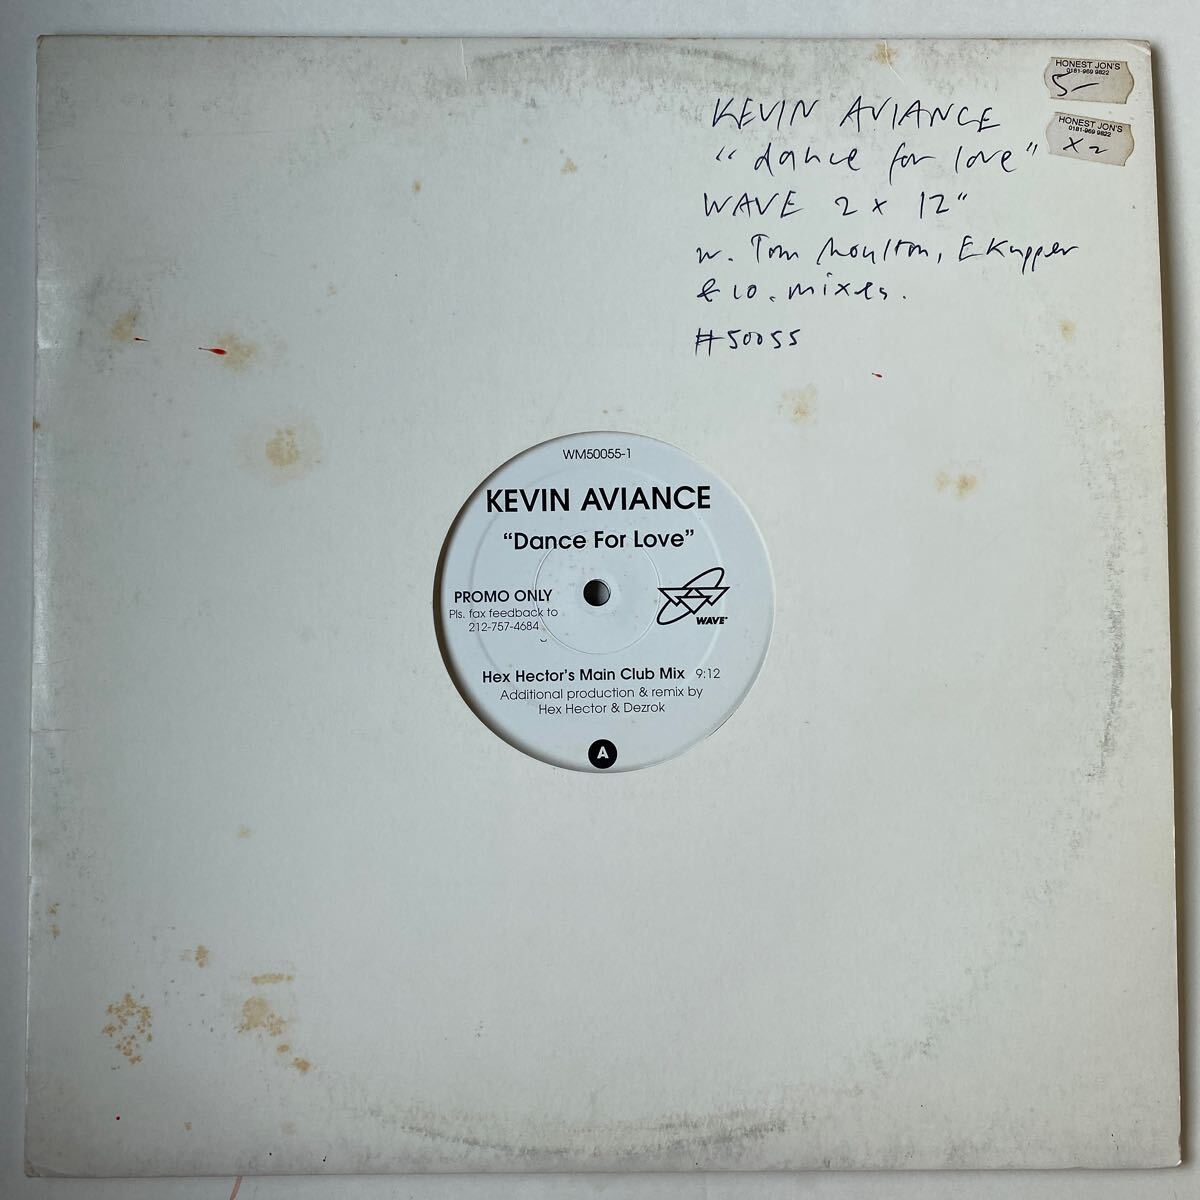 HONEST JON'S
0181-969 9822
5-
HONEST JON'S
0181-969 9822
x 2
KEVIN AVIANCE
"dance for love"
WAVE 2 x 12"
w. Tom Moulton, E Kupper
& co. mixes.
#50055
WM50055-1
KEVIN AVIANCE
“Dance For Love”
PROMO ONLY
Pls. fax feedback to
212-757-4684
WAVE
Hex Hector's Main Club Mix 9:12
Additional production & remix by
Hex Hector & Dezrok
A